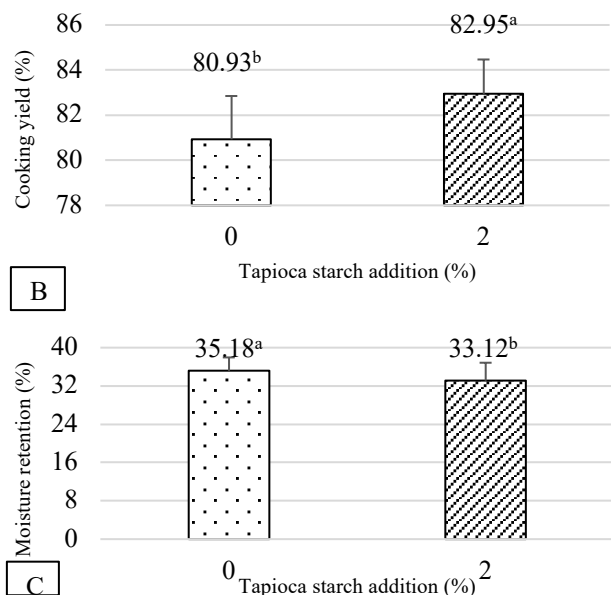 86
84
82
80
78
Cooking yield (%)
80.93ᵇ
82.95ᵃ
0
2
Tapioca starch addition (%)
B
40
32
24
16
8
0
Moisture retention (%)
35.18ᵃ
33.12ᵇ
0
2
Tapioca starch addition (%)
C